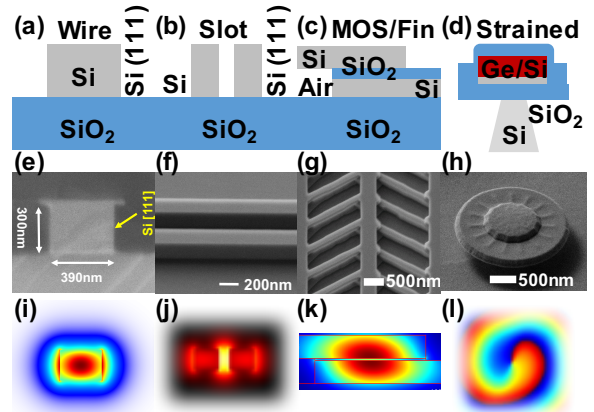 (a) Wire
(b) Slot
(c) MOS/Fin
(d) Strained
Si
Si (111)
Si
Si (111)
Si
SiO2
Air
Si
Ge/Si
SiO2
SiO2
SiO2
SiO2
Si
(e)
(f)
(g)
(h)
300nm
Si [111]
390nm
200nm
500nm
500nm
(i)
(j)
(k)
(l)